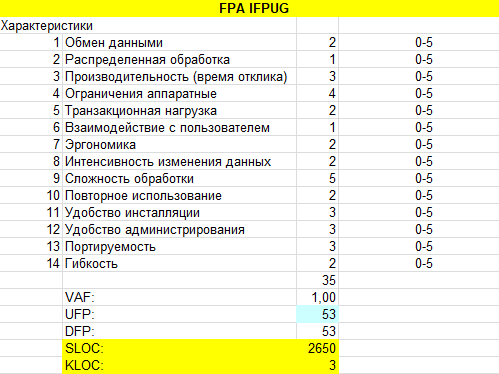 FPA IFPUG
Характеристики
1 Обмен данными 2 0-5
2 Распределенная обработка 1 0-5
3 Производительность (время отклика) 3 0-5
4 Ограничения аппаратные 4 0-5
5 Транзакционная нагрузка 2 0-5
6 Взаимодействие с пользователем 1 0-5
7 Эргономика 2 0-5
8 Интенсивность изменения данных 2 0-5
9 Сложность обработки 5 0-5
10 Повторное использование 2 0-5
11 Удобство инсталляции 3 0-5
12 Удобство администрирования 3 0-5
13 Портируемость 3 0-5
14 Гибкость 2 0-5
35
VAF: 1,00
UFP: 53
DFP: 53
SLOC: 2650
KLOC: 3